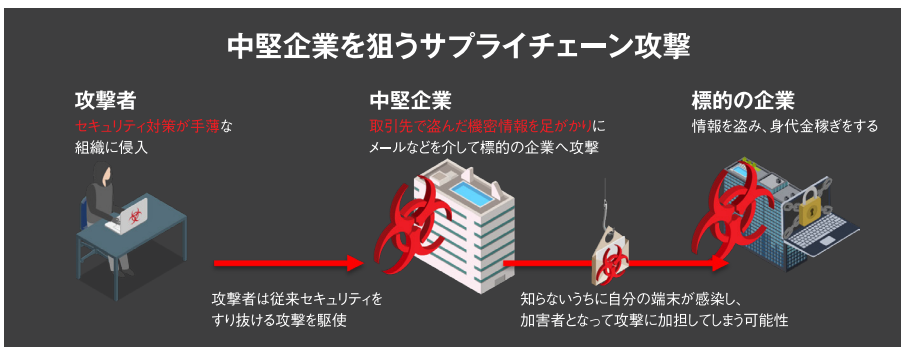 中堅企業を狙うサプライチェーン攻撃
攻撃者
セキュリティ対策が手薄な
組織に侵入
中堅企業
取引先で盗んだ機密情報を足がかりに
メールなどを介して標的の企業へ攻撃
標的の企業
情報を盗み、身代金稼ぎをする
攻撃者は従来セキュリティを
すり抜ける攻撃を駆使
知らないうちに自分の端末が感染し、
加害者となって攻撃に加担してしまう可能性